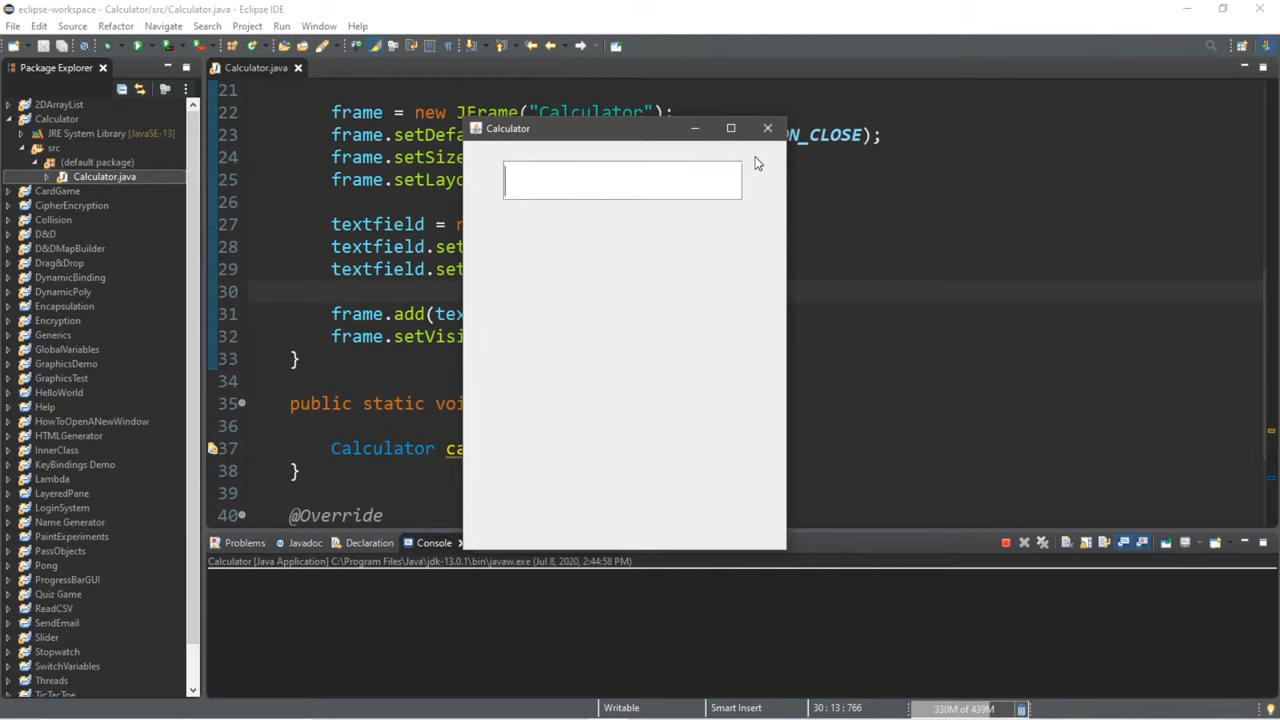 eclipse-workspace - Calculator/src/Calculator.java - Eclipse IDE
File Edit Source Refactor Navigate Search Project Run Window Help
Package Explorer
2DArrayList
Calculator
JRE System Library [JavaSE-13]
src
(default package)
Calculator.java
CardGame
CipherEncryption
Collision
D&D
D&DMapBuilder
Drag&Drop
DynamicBinding
DynamicPoly
Encapsulation
Encryption
Generics
GlobalVariables
GraphicsDemo
GraphicsTest
HelloWorld
Help
HowToOpenANewWindow
HTMLGenerator
InnerClass
KeyBindings Demo
Lambda
LayeredPane
LoginSystem
Name Generator
PaintExperiments
PassObjects
Pong
ProgressBarGUI
Quiz Game
ReadCSV
SendEmail
Slider
Stopwatch
SwitchVariables
Threads
TicTacToe
Calculator.java
21
22 frame = new JFrame("Calculator");
23 frame.setDefa ON_CLOSE);
24 frame.setSize
25 frame.setLayo
26
27 textfield = n
28 textfield.set
29 textfield.set
30
31 frame.add(tex
32 frame.setVisi
33 }
34
35 public static voi
36
37 Calculator ca
38 }
39
40 @Override
Calculator
Problems Javadoc Declaration Console
Calculator [Java Application] C:\Program Files\Java\jdk-13.0.1\bin\javaw.exe (Jul 8, 2020, 2:44:58 PM)
Writable Smart Insert 30 : 13 : 766 330M of 439M